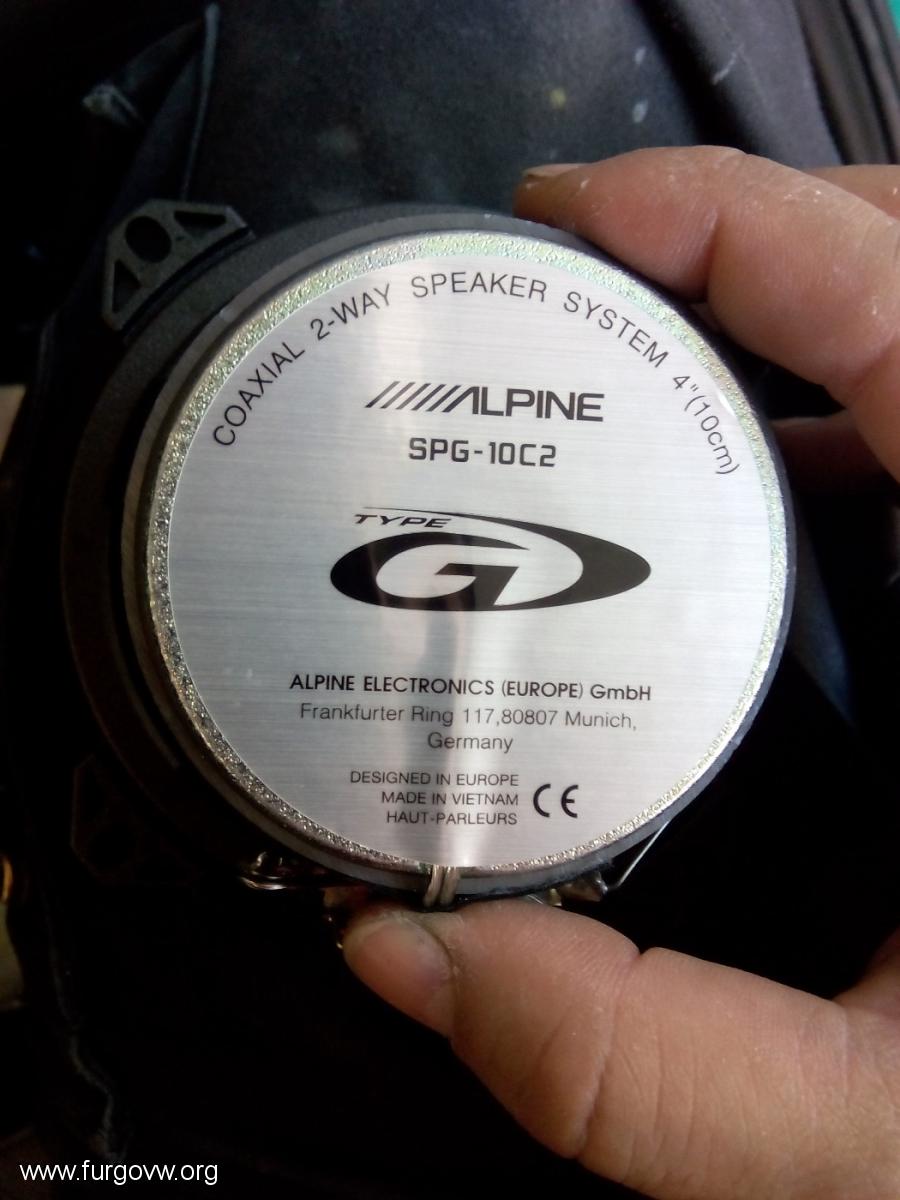 COAXIAL 2-WAY SPEAKER SYSTEM 4"(10cm)
ALPINE
SPG-10C2
TYPE
G
ALPINE ELECTRONICS (EUROPE) GmbH
Frankfurter Ring 117,80807 Munich,
Germany
DESIGNED IN EUROPE
MADE IN VIETNAM
HAUT-PARLEURS
CE
www.furgovw.org